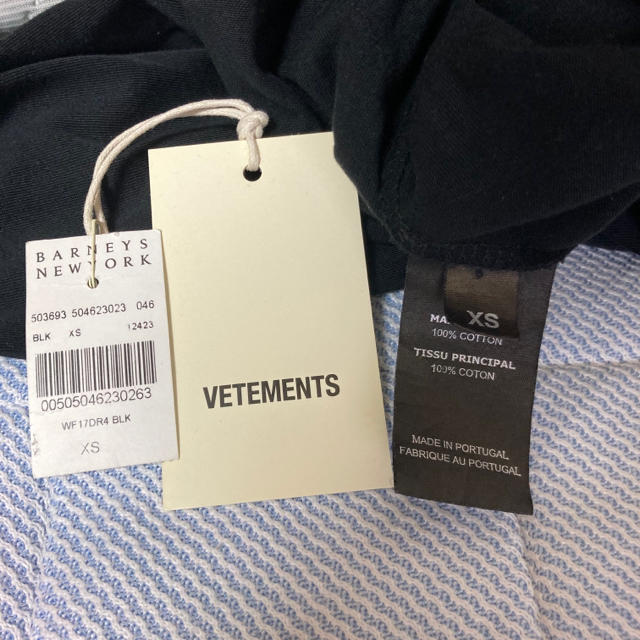 BARNEYS
NEW YORK
503693 504623023 046
BLK XS 12423
00505046230263
WF17DR4 BLK
XS
VETEMENTS
XS
100% COTTON
TISSU PRINCIPAL
100% COTON
MADE IN PORTUGAL
FABRIQUE AU PORTUGAL